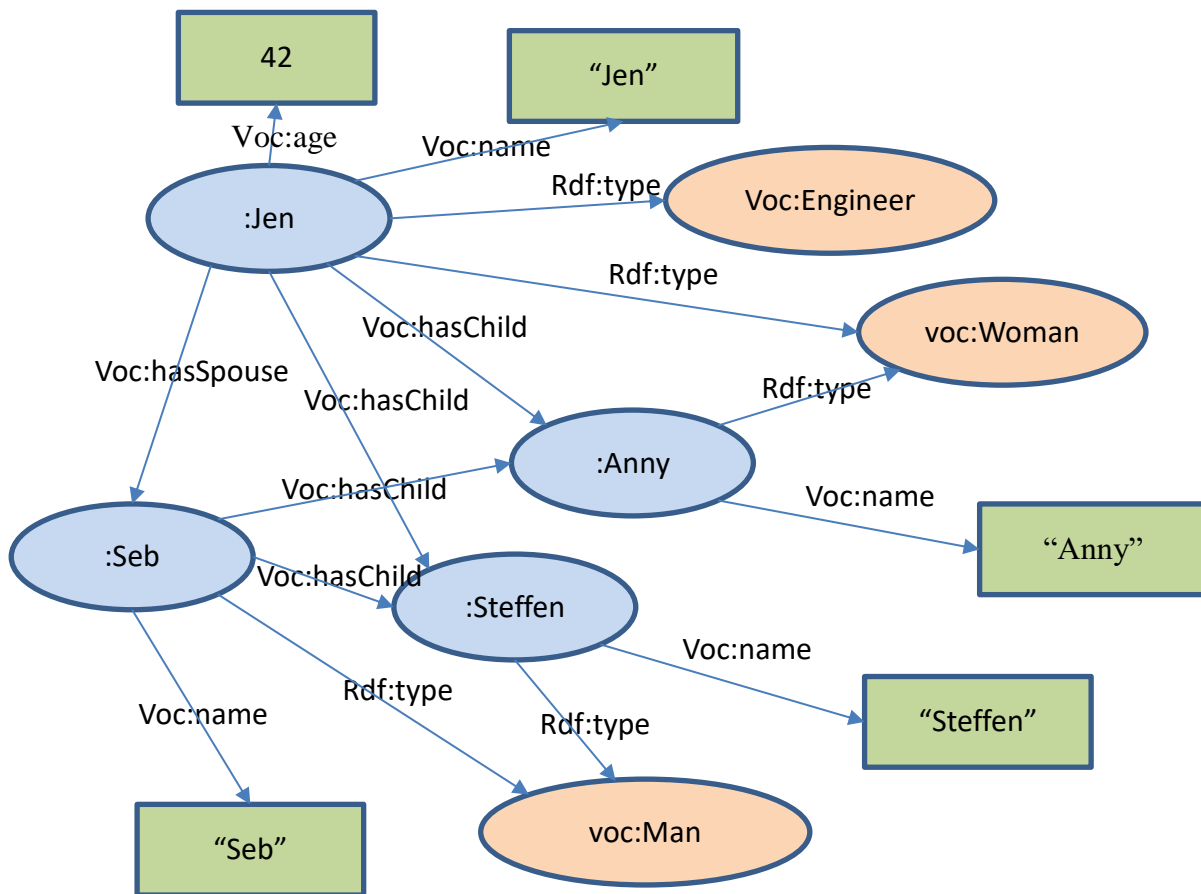 42
“Jen”
Voc:age
Voc:name
Rdf:type
Voc:Engineer
:Jen
Rdf:type
voc:Woman
Voc:hasChild
Voc:hasSpouse
Voc:hasChild
Rdf:type
:Anny
Voc:hasChild
Voc:name
“Anny”
:Seb
Voc:hasChild
:Steffen
Voc:name
Rdf:type
Voc:name
Rdf:type
“Steffen”
“Seb”
voc:Man